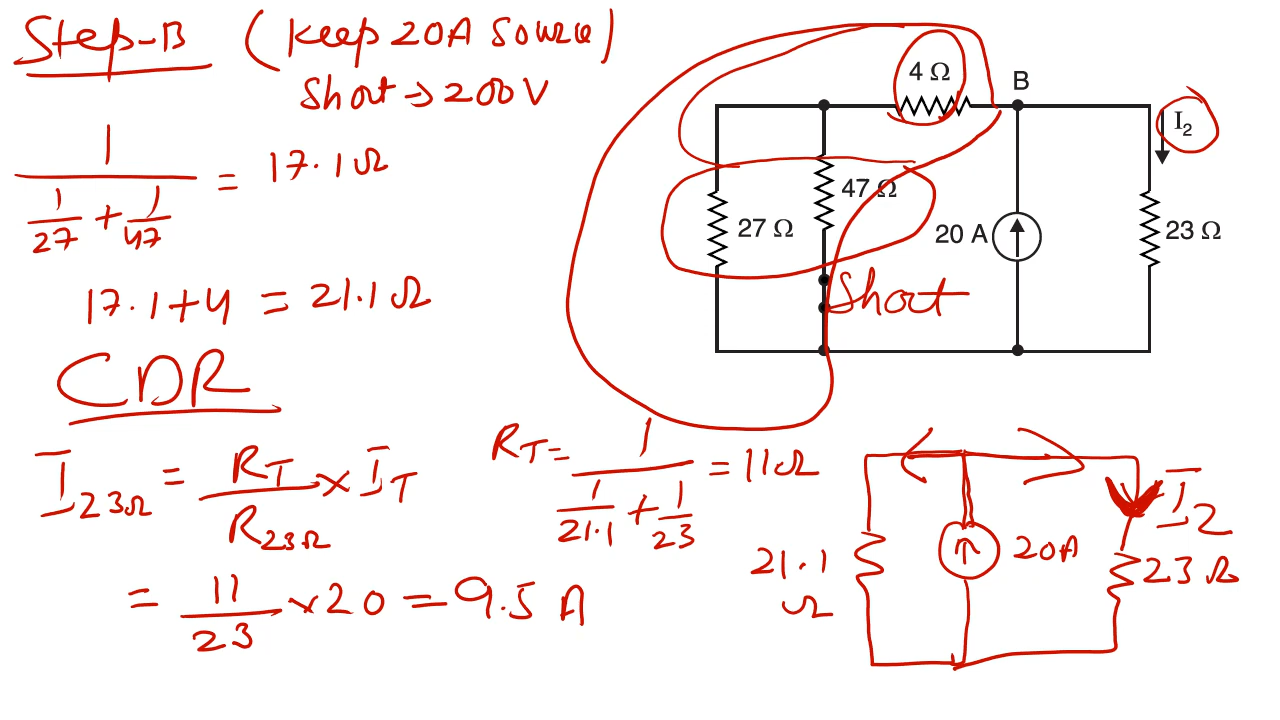 Step-B (Keep 20A Source)
Short → 200V
1 / (1/27 + 1/47) = 17.1Ω
17.1+4 = 21.1Ω
CDR
I23Ω = RT / R23Ω × IT
= 11/23 × 20 = 9.5 A
RT = 1 / (1/21.1 + 1/23) = 11Ω
4 Ω
B
I2
47 Ω
27 Ω
20 A
23 Ω
Short
I2
21.1
Ω
20A
23 Ω